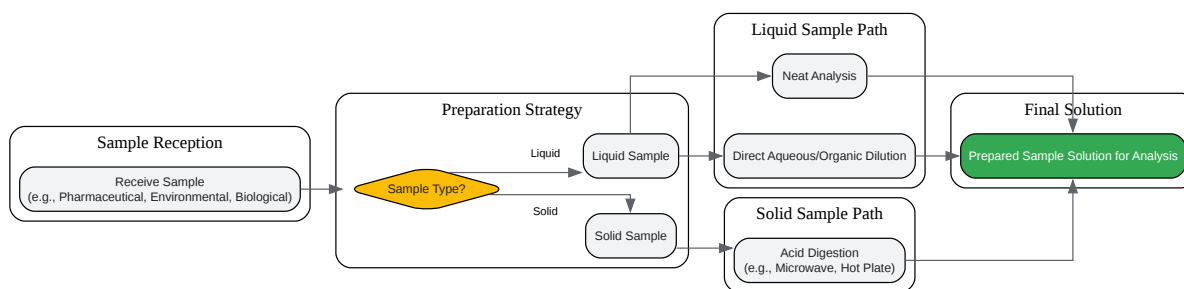 Sample Reception
Receive Sample
(e.g., Pharmaceutical, Environmental, Biological)
Preparation Strategy
Sample Type?
Liquid
Solid
Liquid Sample
Solid Sample
Liquid Sample Path
Neat Analysis
Direct Aqueous/Organic Dilution
Solid Sample Path
Acid Digestion
(e.g., Microwave, Hot Plate)
Final Solution
Prepared Sample Solution for Analysis